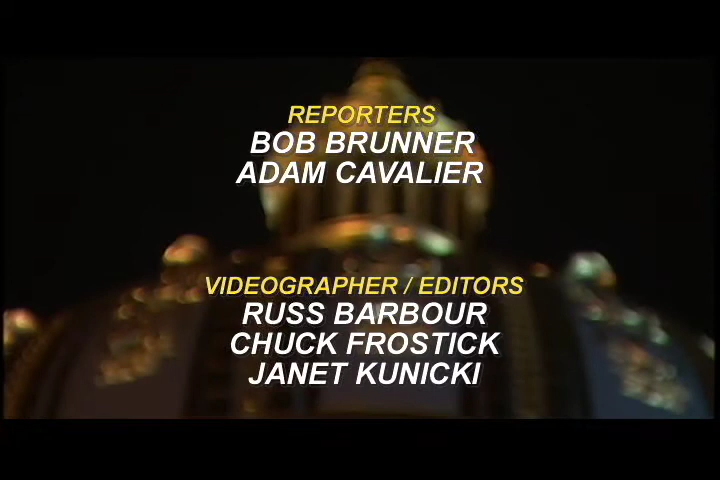 REPORTERS
BOB BRUNNER
ADAM CAVALIER
VIDEOGRAPHER / EDITORS
RUSS BARBOUR
CHUCK FROSTICK
JANET KUNICKI